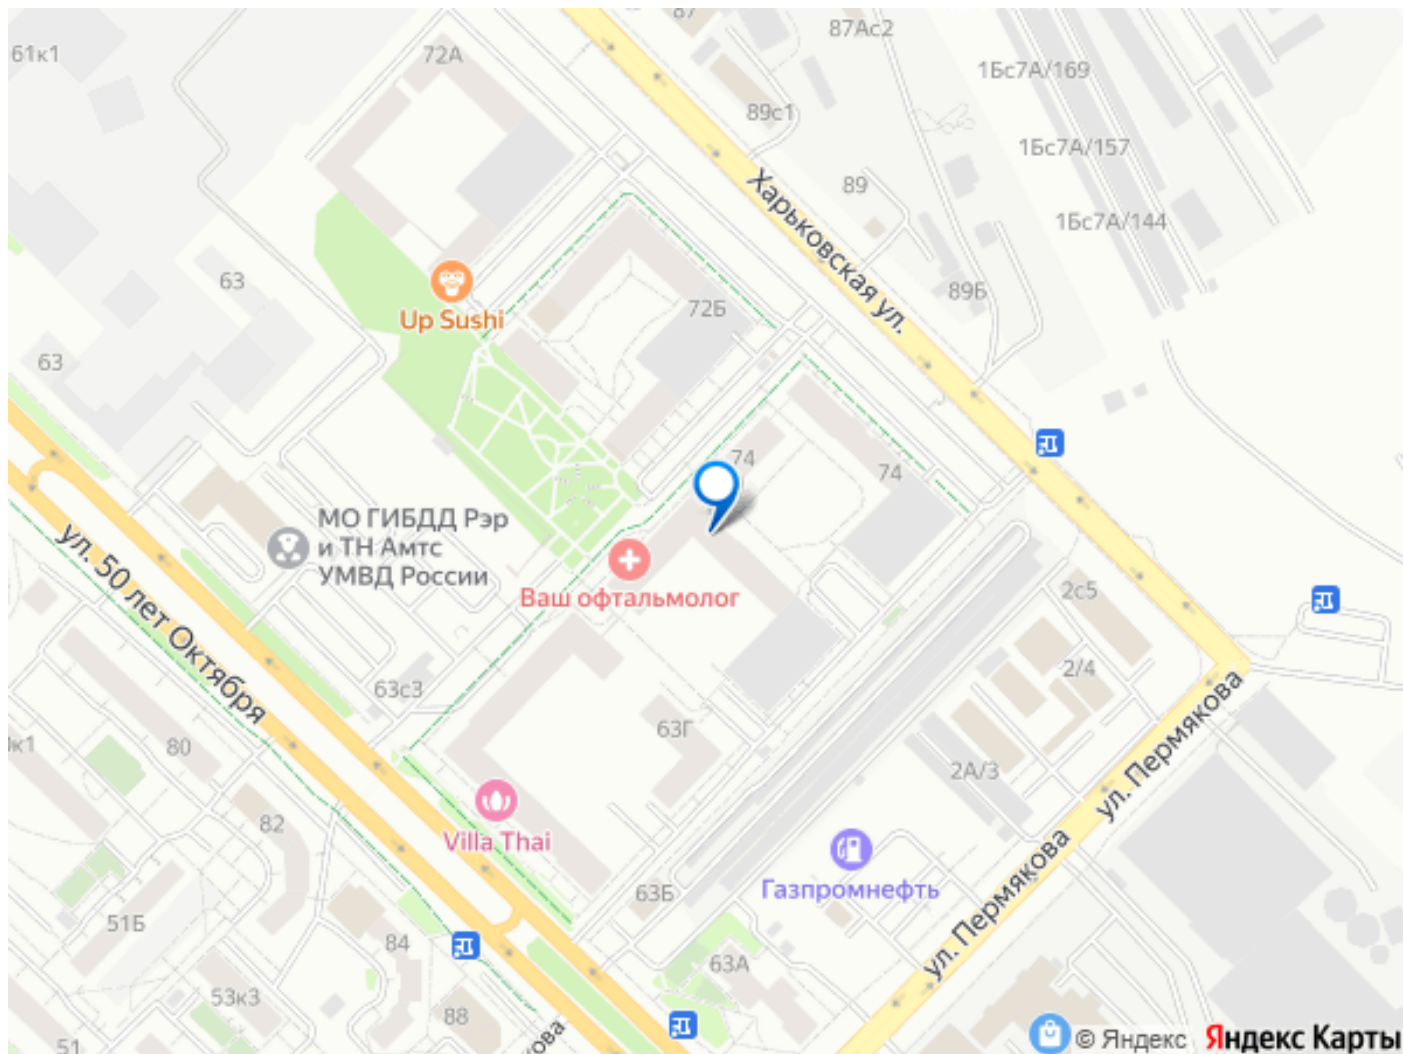 87
87Ас2
61к1
72А
1Бс7А/169
89с1
1Бс7А/157
89
Харьковская ул.
1Бс7А/144
63
89Б
Up Sushi
72Б
63
74
74
МО ГИБДД Рэр
и ТН Амтс
УМВД России
ул. 50 лет Октября
Ваш офтальмолог
2с5
2/4
63с3
ул. Пермякова
63Г
80
к1
2А/3
82
Villa Thai
ул. Пермякова
Газпромнефть
63Б
51Б
84
63А
53к3
88
ова
51
© Яндекс Яндекс Карты